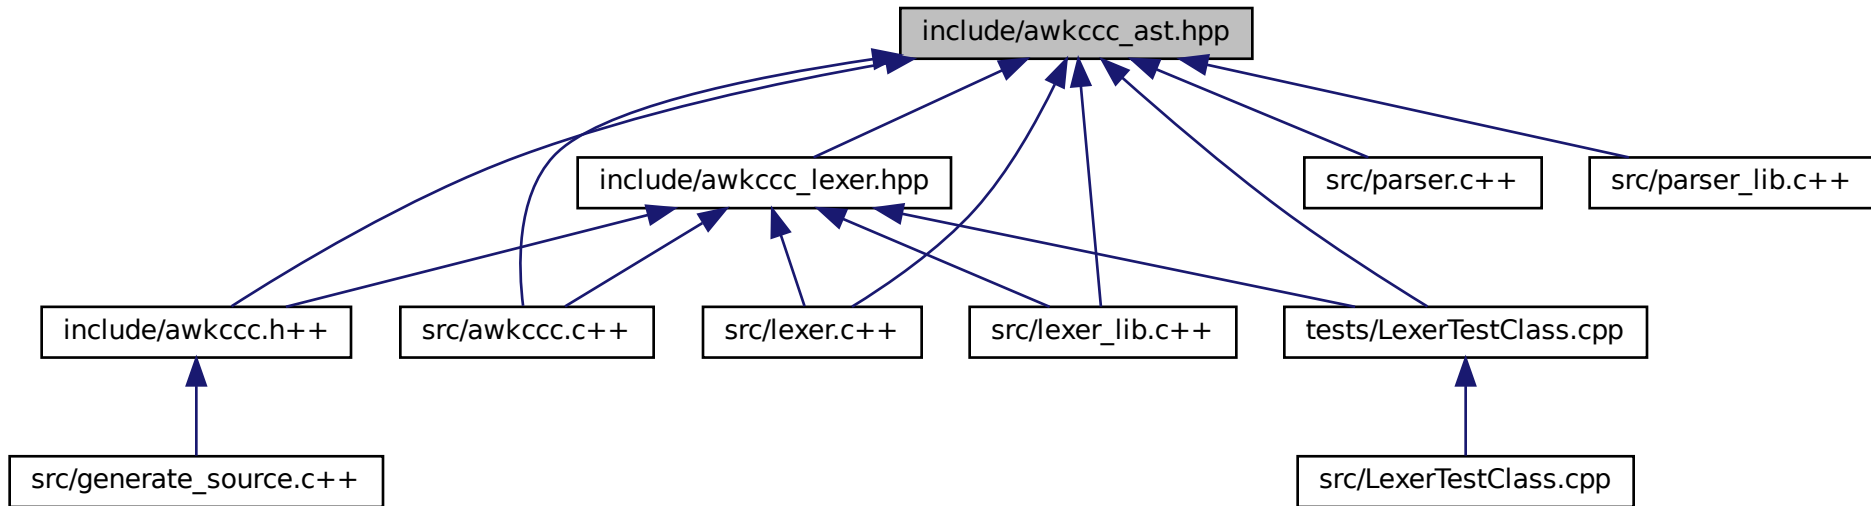 include/awkccc_ast.hpp
include/awkccc_lexer.hpp
src/parser.c++
src/parser_lib.c++
include/awkccc.h++
src/awkccc.c++
src/lexer.c++
src/lexer_lib.c++
tests/LexerTestClass.cpp
src/generate_source.c++
src/LexerTestClass.cpp